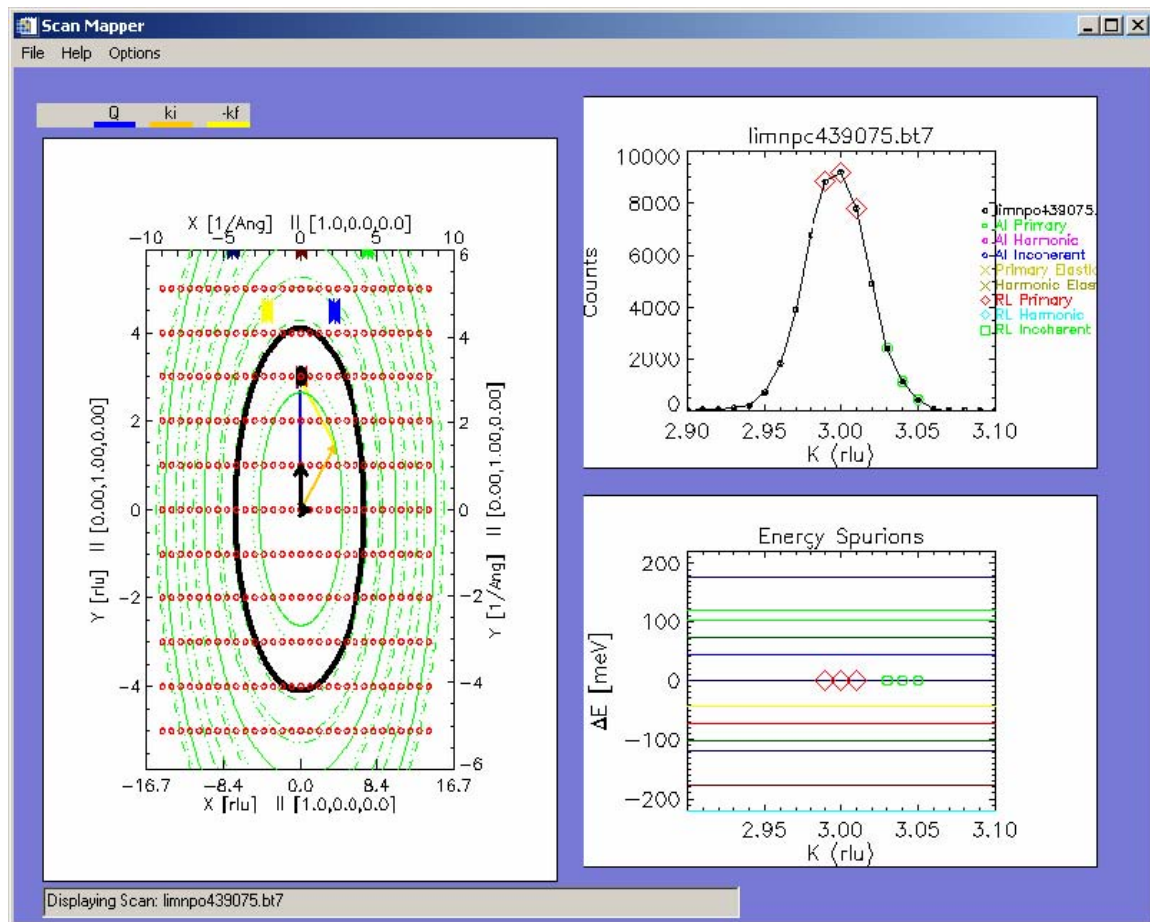 Scan Mapper
File Help Options
Q ki -kf
X [1/Ang] || [1.0,0.0,0.0]
-10 -5 0 5 10
6
4
2
0
-2
-4
-6
4
2
0
-2
-4
Y [rlu] || [0.00,1.00,0.00]
Y [1/Ang] || [0.00,1.00,0.00]
-16.7 -8.4 0.0 8.4 16.7
X [rlu] || [1.0,0.0,0.0]
limnpc439075.bt7
10000
8000
6000
4000
2000
0
Counts
2.90 2.95 3.00 3.05 3.10
K (rlu)
limnpo439075.
Al Primary
Al Harmonic
Al Incoherent
Primary Elastic
Harmonic Elas
RL Primary
RL Harmonic
RL Incoherent
Energy Spurions
200
100
0
-100
-200
ΔE [meV]
2.95 3.00 3.05 3.10
K (rlu)
Displaying Scan: limnpo439075.bt7